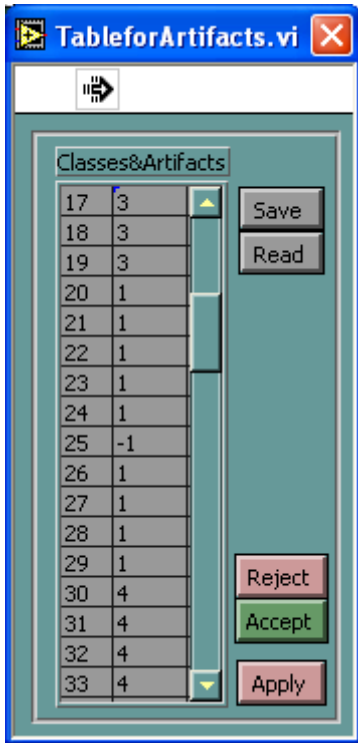 TableforArtifacts.vi
Classes&Artifacts
17 3
18 3
19 3
20 1
21 1
22 1
23 1
24 1
25 -1
26 1
27 1
28 1
29 1
30 4
31 4
32 4
33 4
Save
Read
Reject
Accept
Apply